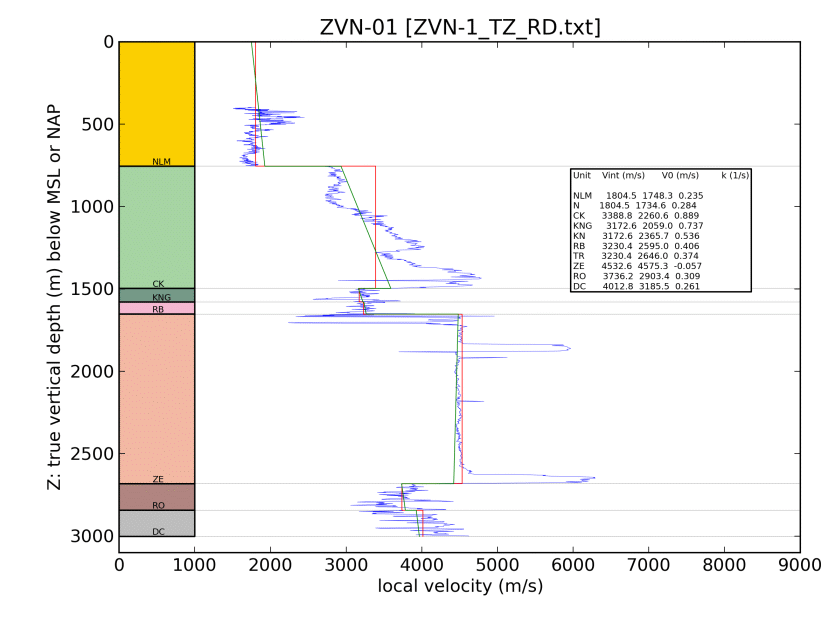 ZVN-01 [ZVN-1_TZ_RD.txt]
Z: true vertical depth (m) below MSL or NAP
0
500
1000
1500
2000
2500
3000
NLM
CK
KNG
RB
ZE
RO
DC
Unit Vint (m/s) V0 (m/s) k (1/s)
NLM 1804.5 1748.3 0.235
N 1804.5 1734.6 0.284
CK 3388.8 2260.6 0.889
KNG 3172.6 2059.0 0.737
KN 3172.6 2365.7 0.536
RB 3230.4 2595.0 0.406
TR 3230.4 2646.0 0.374
ZE 4532.6 4575.3 -0.057
RO 3736.2 2903.4 0.309
DC 4012.8 3185.5 0.261
0 1000 2000 3000 4000 5000 6000 7000 8000 9000
local velocity (m/s)